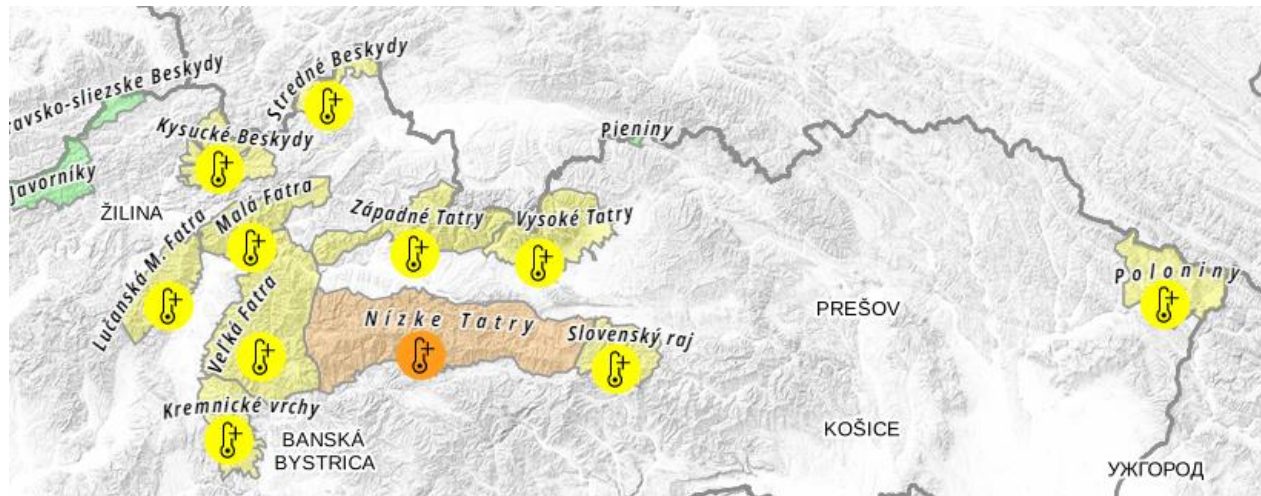 Stredné Beskydy
ravsko-sliezske Beskydy
Kysucké Beskydy
Pieniny
Javorníky
ŽILINA
Malá Fatra
Západné Tatry
Vysoké Tatry
Lučanská M. Fatra
Poloniny
Veľká Fatra
Nízke Tatry
Slovenský raj
PREŠOV
Kremnické vrchy
BANSKÁ
BYSTRICA
KOŠICE
УЖГОРОД